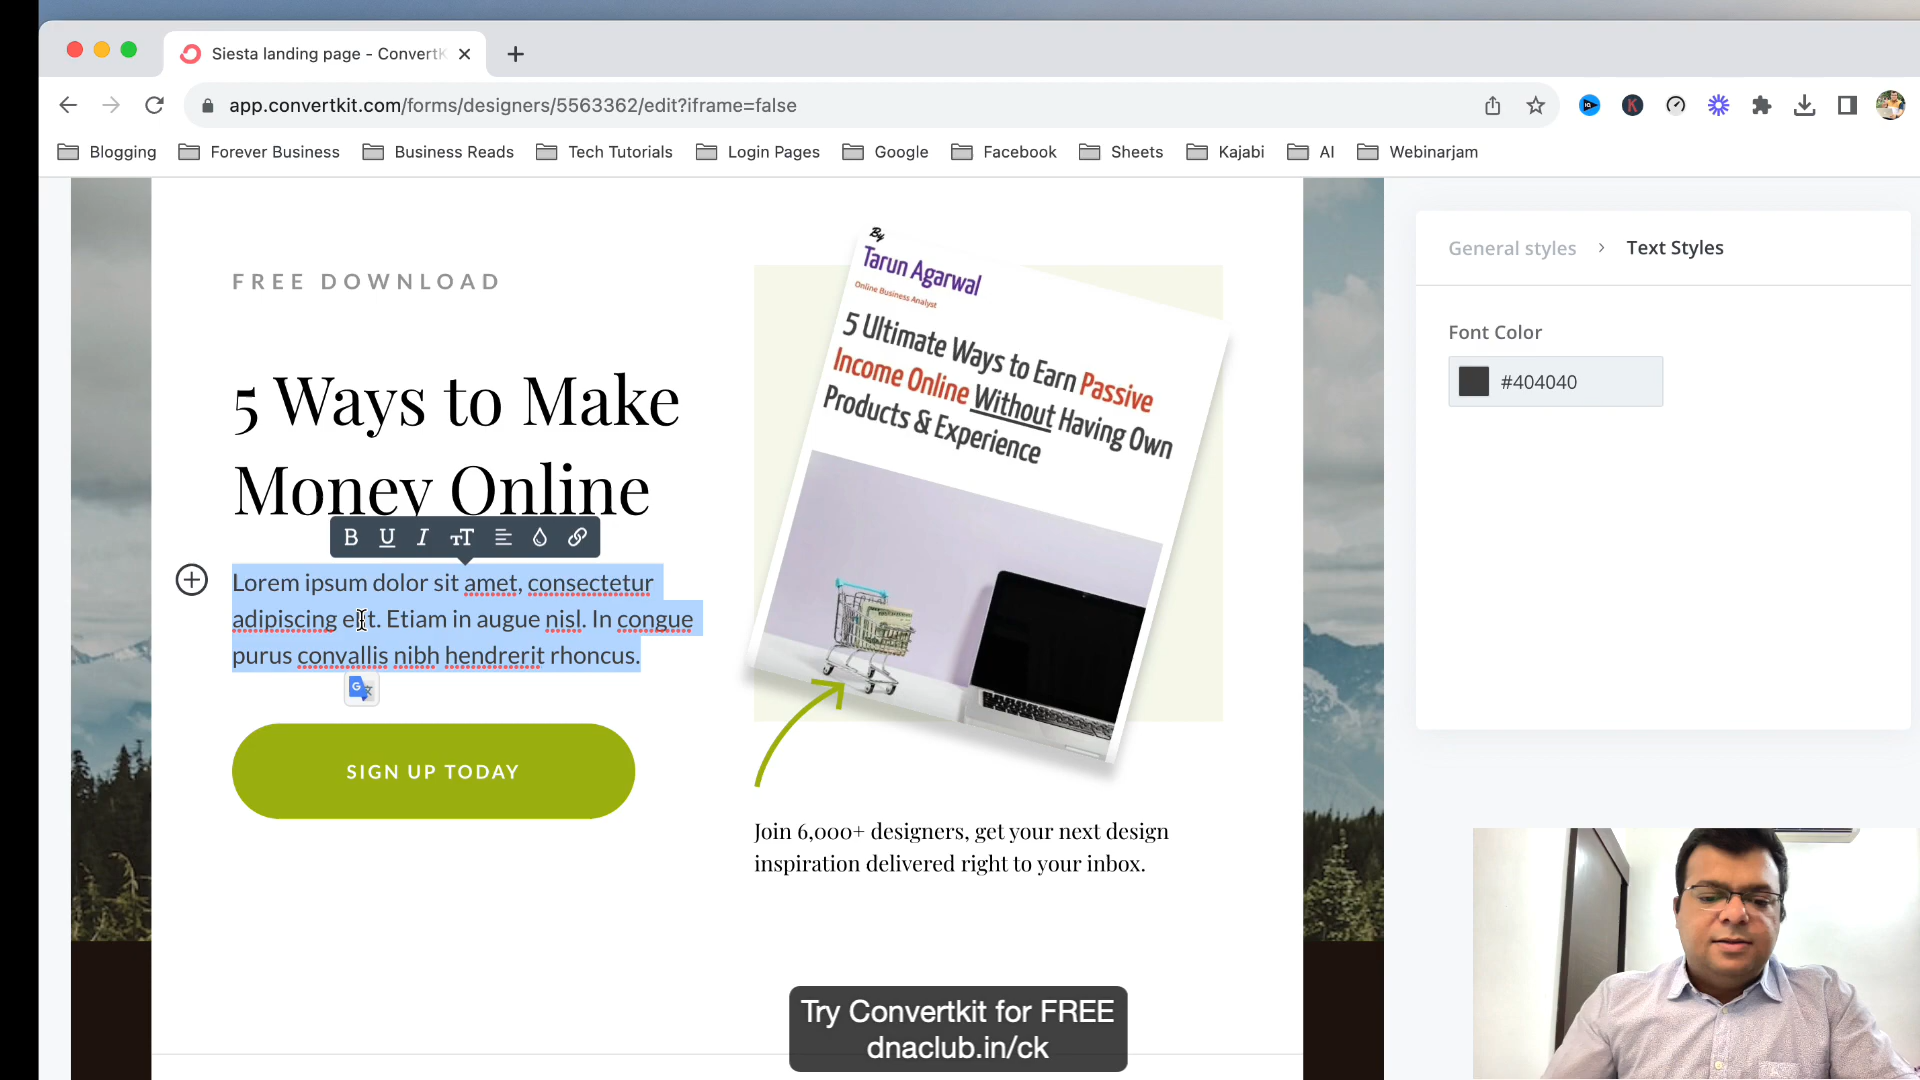 Siesta landing page - ConvertK
app.convertkit.com/forms/designers/5563362/edit?iframe=false
Blogging
Forever Business
Business Reads
Tech Tutorials
Login Pages
Google
Facebook
Sheets
Kajabi
AI
Webinarjam
FREE DOWNLOAD
5 Ways to Make
Money Online
B U I TT
Lorem ipsum dolor sit amet, consectetur
adipiscing elit. Etiam in augue nisl. In congue
purus convallis nibh hendrerit rhoncus.
SIGN UP TODAY
By
Tarun Agarwal
Online Business Analyst
5 Ultimate Ways to Earn Passive
Income Online Without Having Own
Products & Experience
Join 6,000+ designers, get your next design
inspiration delivered right to your inbox.
General styles > Text Styles
Font Color
#404040
Try Convertkit for FREE
dnaclub.in/ck